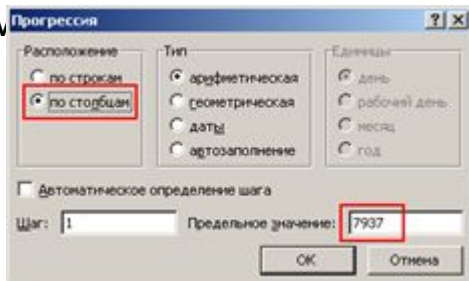 Прогрессия
Расположение Тип Единицы
по строкам арифметическая день
по столбцам геометрическая рабочий день
даты месяц
автозаполнение год
Автоматическое определение шага
Шаг: 1 Предельное значение: 7937
ОК Отмена